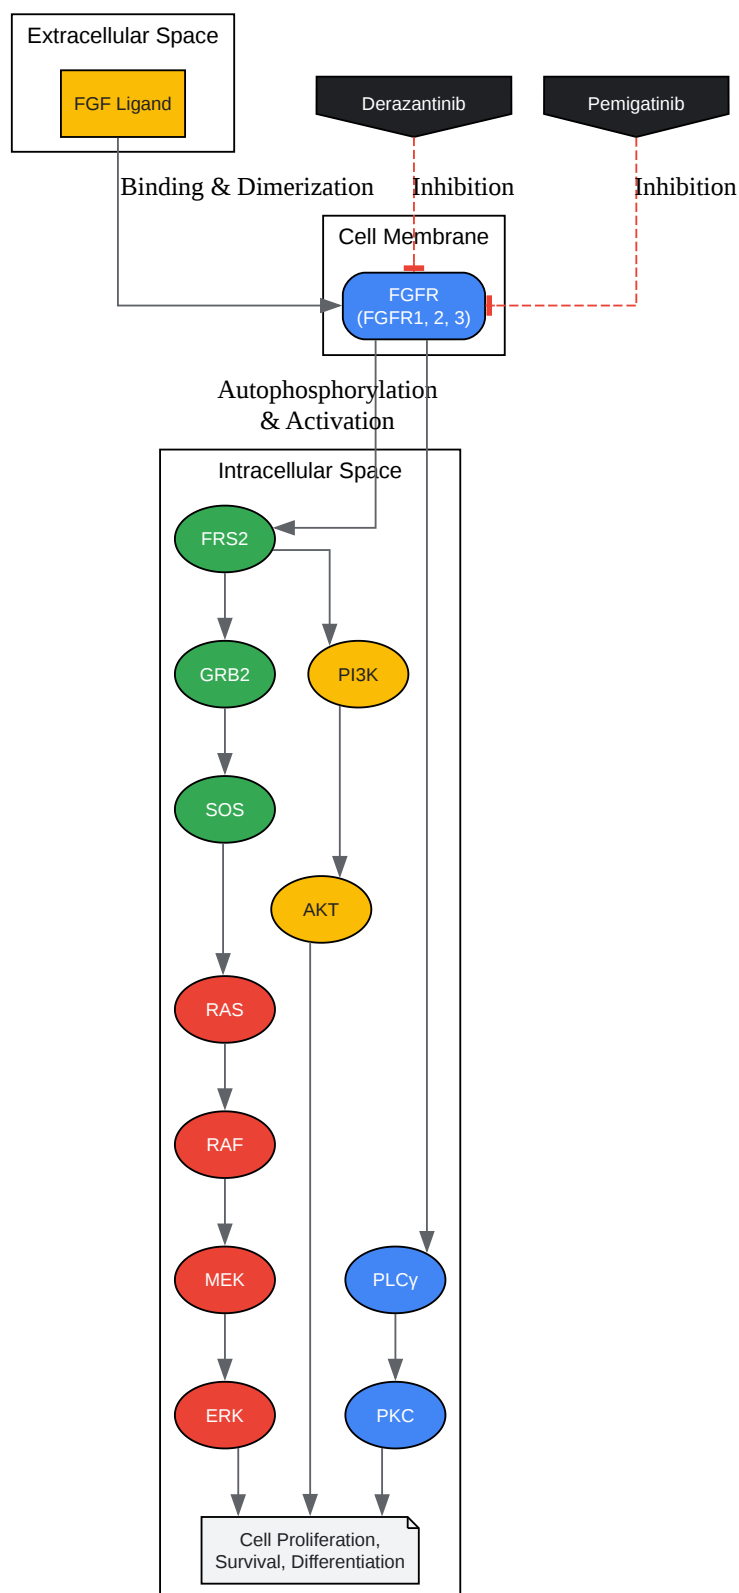 Extracellular Space
FGF Ligand
Derazantinib
Pemigatinib
Binding & Dimerization
Inhibition
Inhibition
Cell Membrane
FGFR
(FGFR1, 2, 3)
Autophosphorylation
& Activation
Intracellular Space
FRS2
GRB2
PI3K
SOS
AKT
RAS
RAF
MEK
PLCγ
ERK
PKC
Cell Proliferation,
Survival, Differentiation